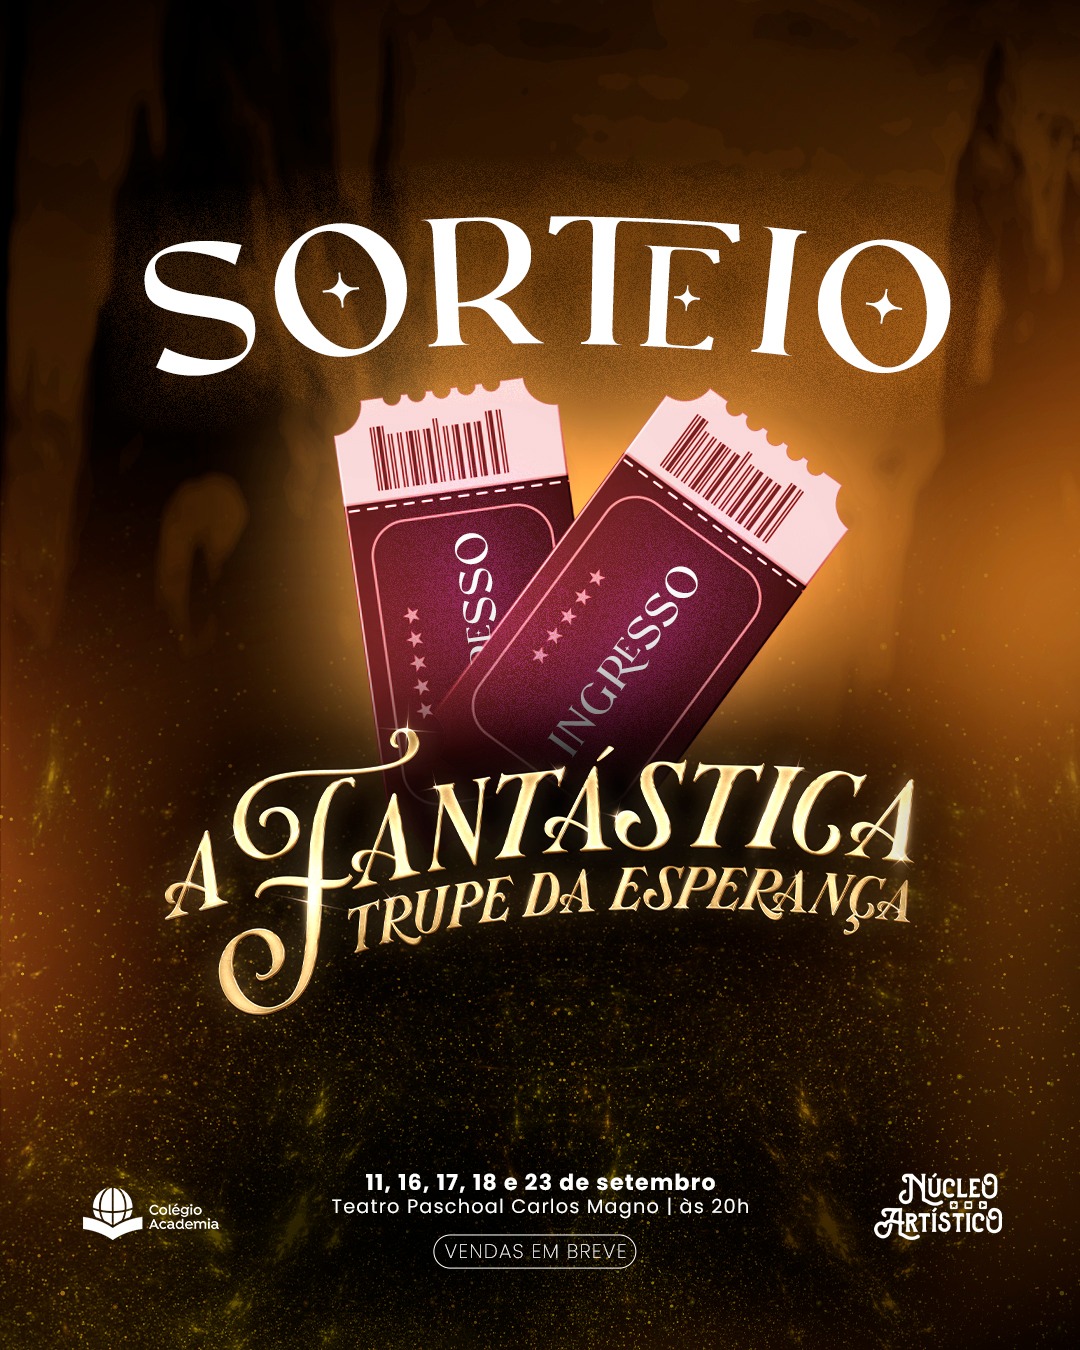 SORTEIO
ESSO
INGRESSO
A FANTÁSTICA
TRUPE DA ESPERANÇA
11, 16, 17, 18 e 23 de setembro
Teatro Paschoal Carlos Magno | às 20h
VENDAS EM BREVE
Colégio
Academia
NÚCLEO
ARTÍSTICO